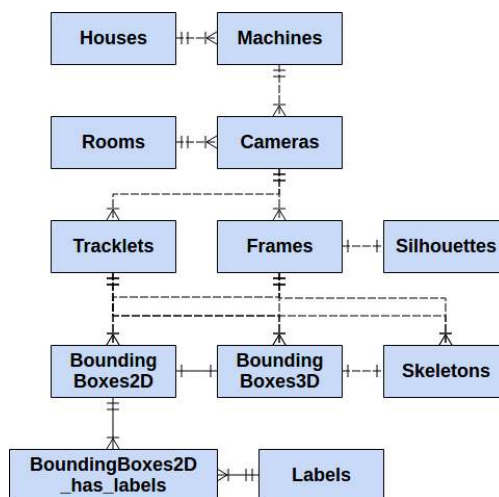 Houses
Machines
Rooms
Cameras
Tracklets
Frames
Silhouettes
Bounding
Boxes2D
Bounding
Boxes3D
Skeletons
BoundingBoxes2D
_has_labels
Labels